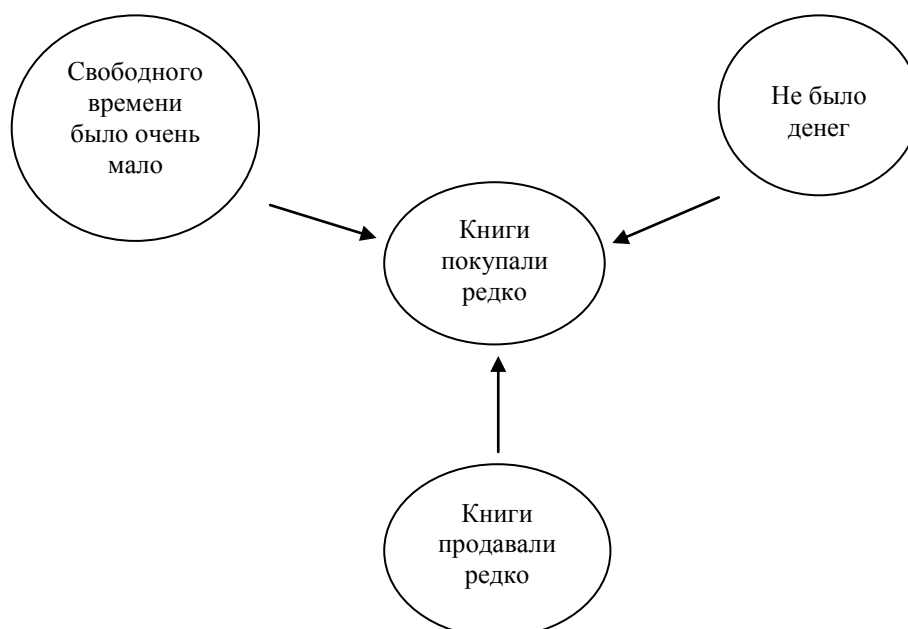 Свободного
времени
было очень
мало
Не было
денег
Книги
покупали
редко
Книги
продавали
редко